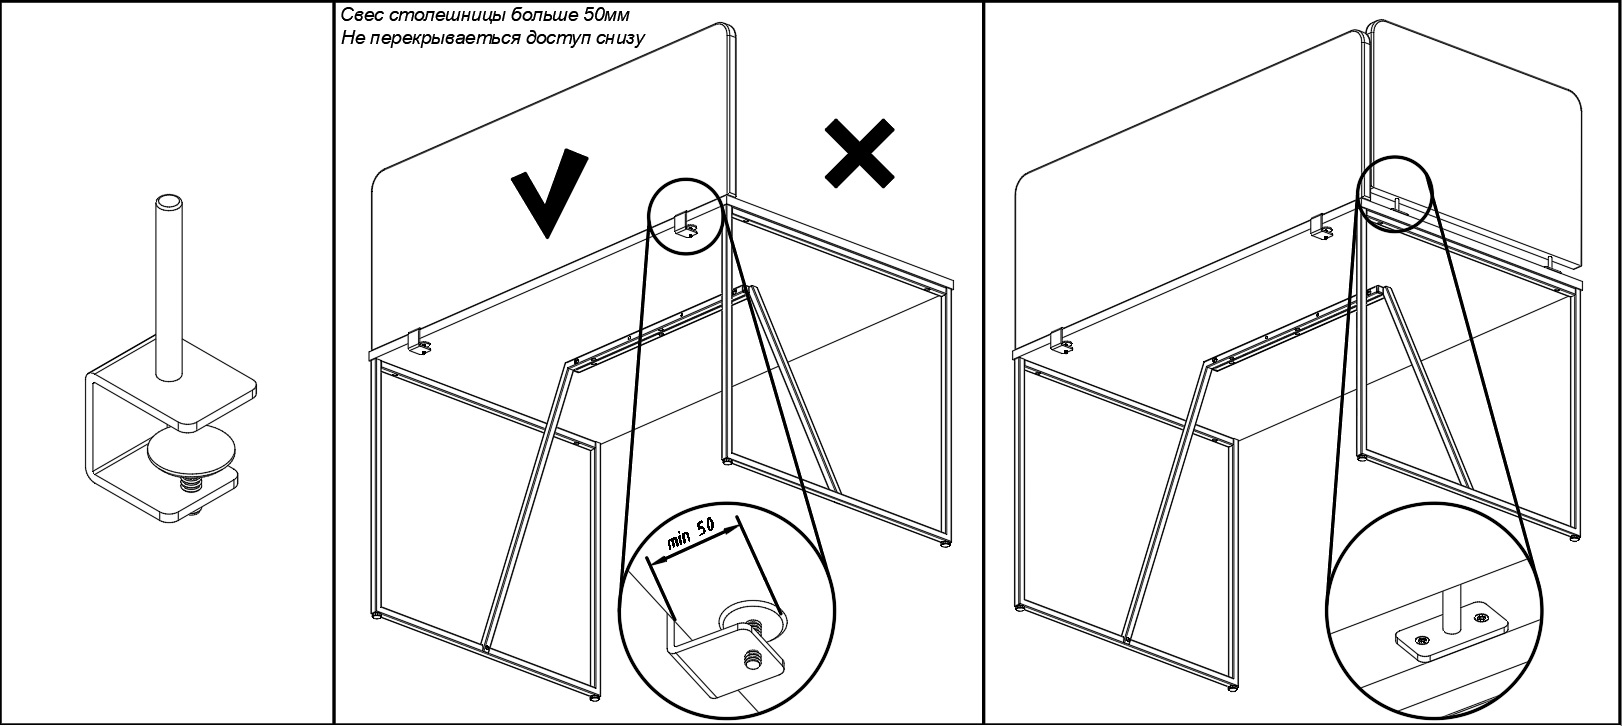 Свес столешницы больше 50мм
Не перекрываеться доступ снизу
min 50